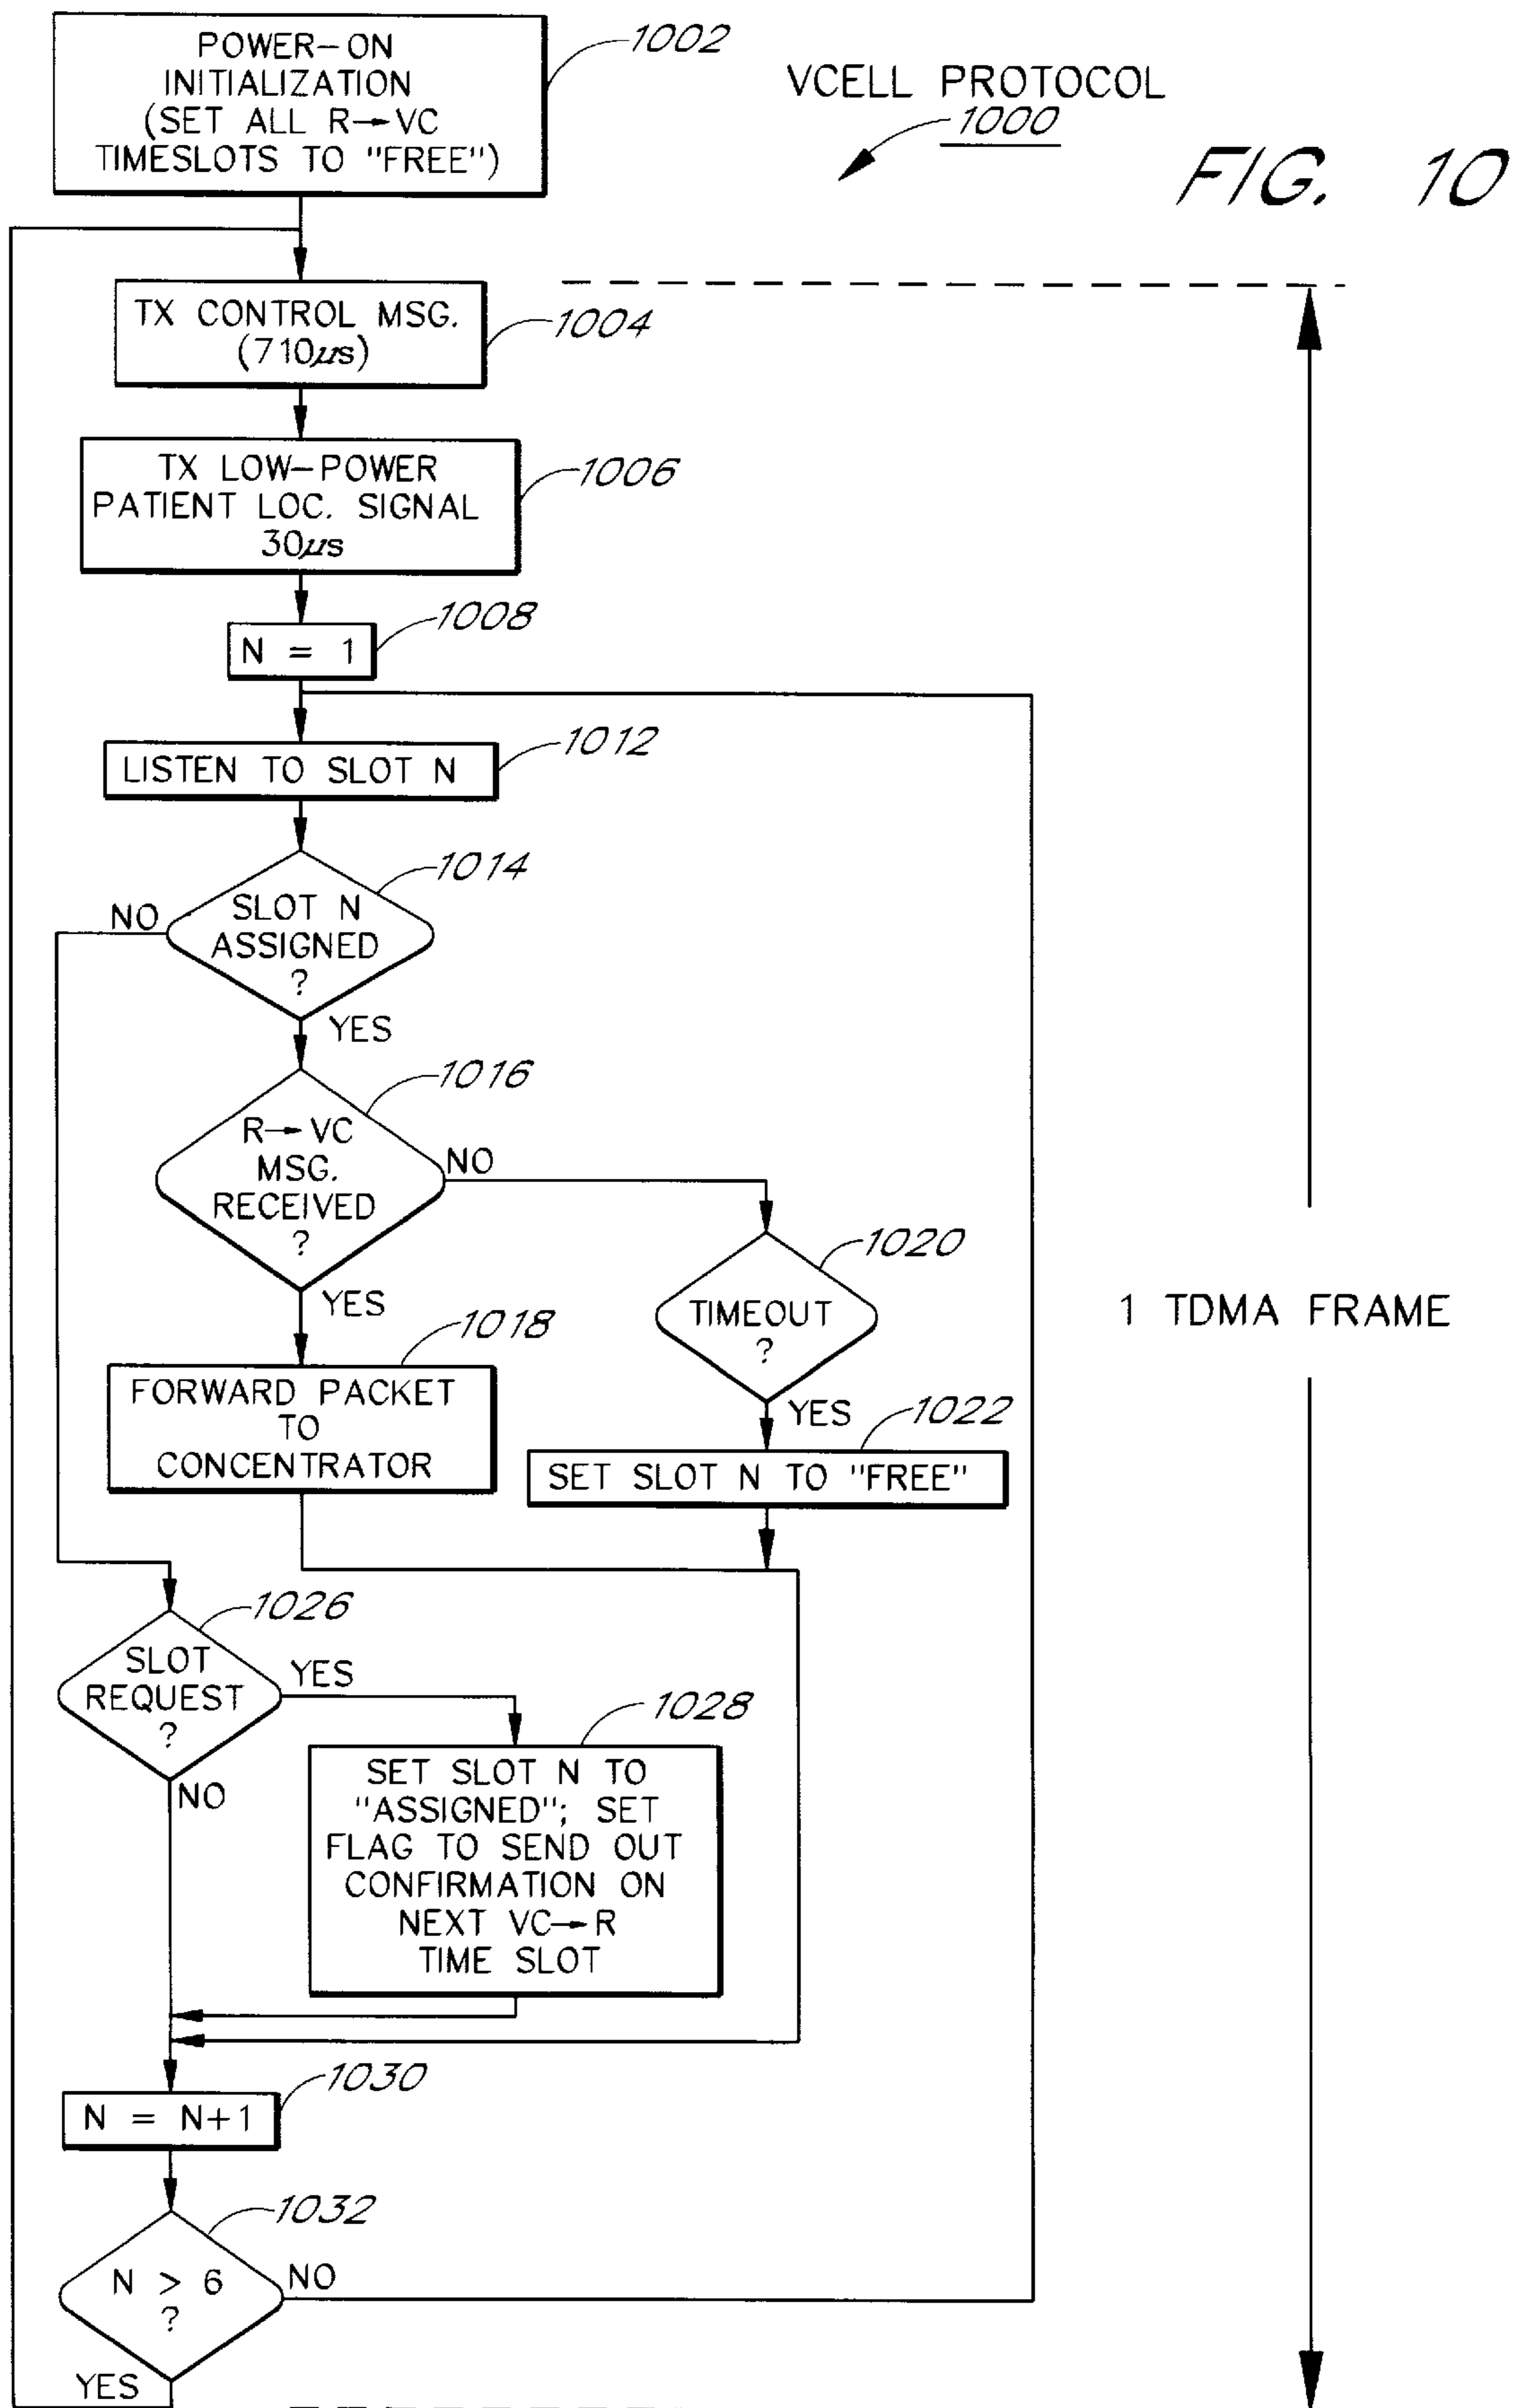 POWER-ON
INITIALIZATION
(SET ALL R→VC
TIMESLOTS TO "FREE")
1002
VCELL PROTOCOL
1000
FIG. 10
TX CONTROL MSG.
(710µs)
1004
TX LOW-POWER
PATIENT LOC. SIGNAL
30µs
1006
N = 1
1008
LISTEN TO SLOT N
1012
SLOT N
ASSIGNED
?
1014
NO
YES
R→VC
MSG.
RECEIVED
?
1016
NO
YES
TIMEOUT
?
1020
YES
1 TDMA FRAME
FORWARD PACKET
TO
CONCENTRATOR
1018
SET SLOT N TO "FREE"
1022
SLOT
REQUEST
?
1026
YES
NO
SET SLOT N TO
"ASSIGNED"; SET
FLAG TO SEND OUT
CONFIRMATION ON
NEXT VC→R
TIME SLOT
1028
N = N+1
1030
N > 6
?
1032
NO
YES